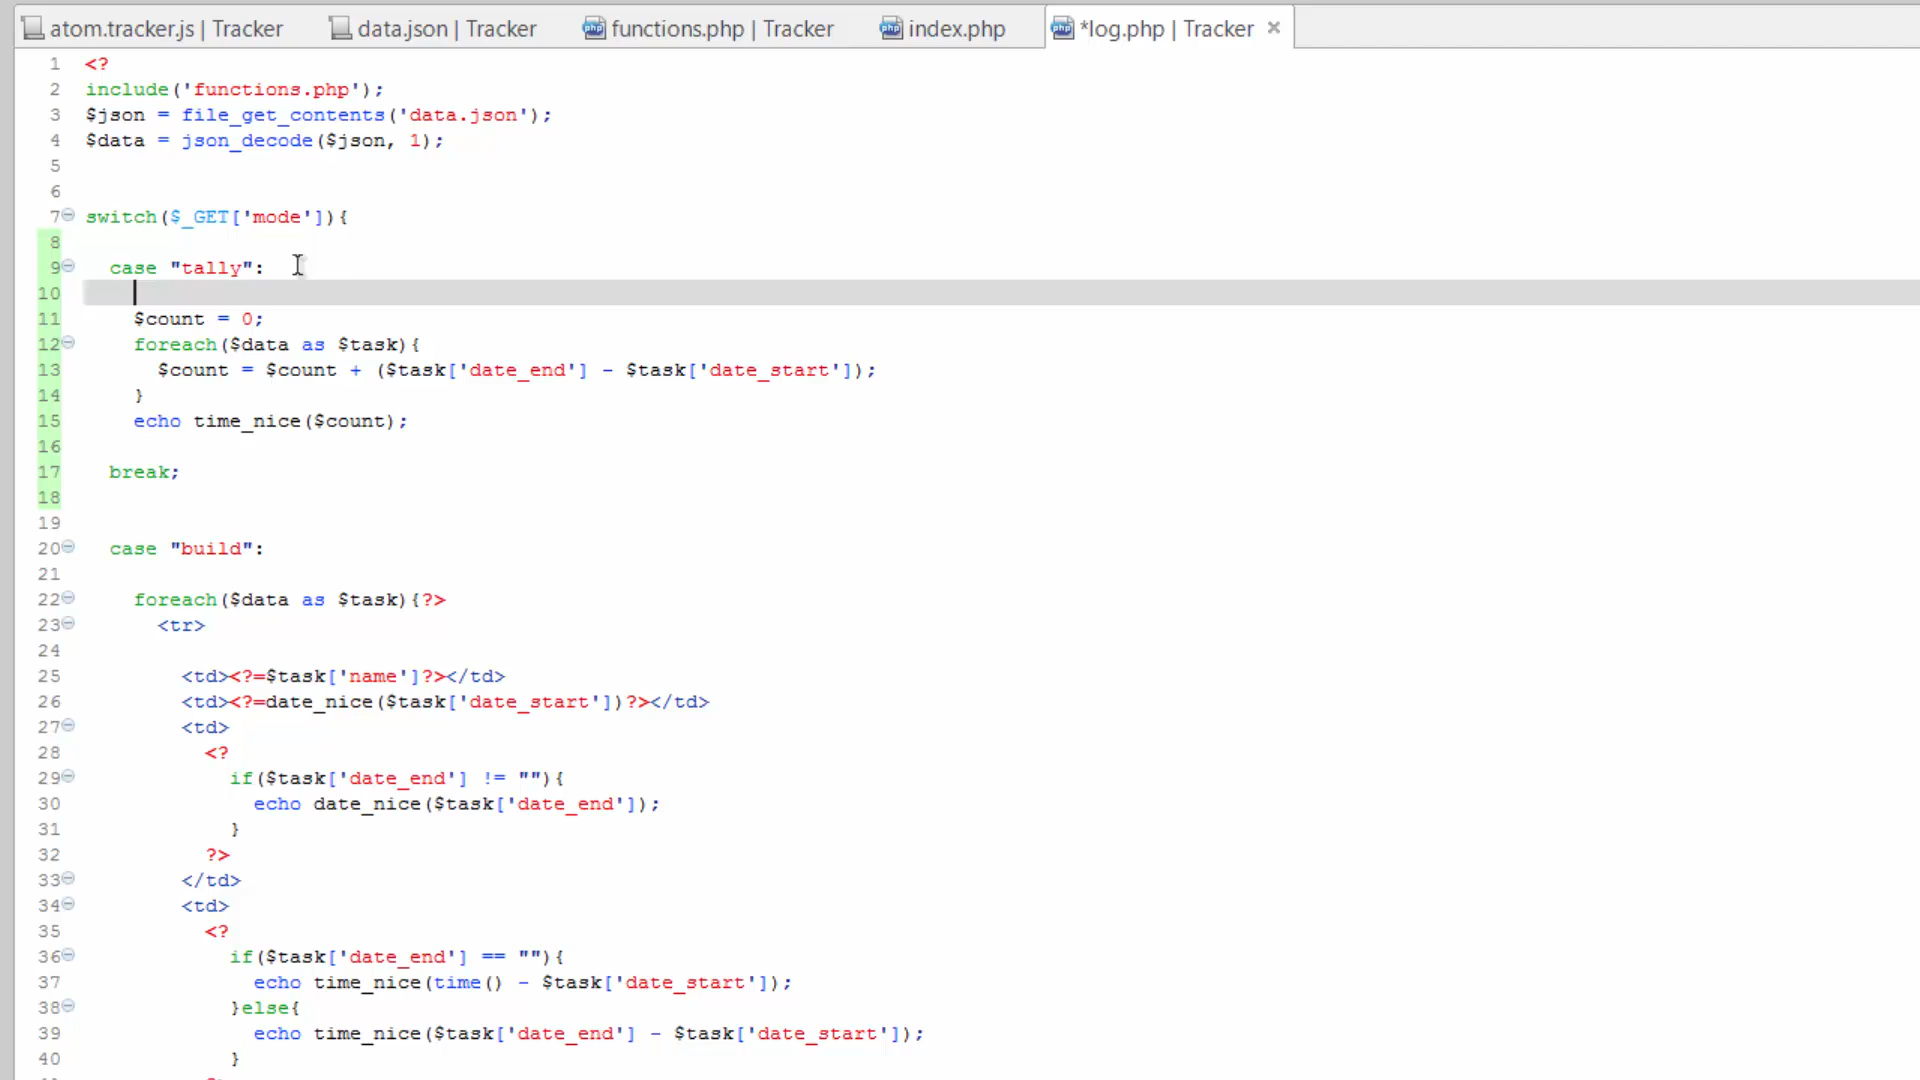 atom.tracker.js | Tracker data.json | Tracker functions.php | Tracker index.php *log.php | Tracker
1 <?
2 include('functions.php');
3 $json = file_get_contents('data.json');
4 $data = json_decode($json, 1);
5
6
7 switch($_GET['mode']){
8
9 case "tally":
10
11 $count = 0;
12 foreach($data as $task){
13 $count = $count + ($task['date_end'] - $task['date_start']);
14 }
15 echo time_nice($count);
16
17 break;
18
19
20 case "build":
21
22 foreach($data as $task){?>
23 <tr>
24
25 <td><?=$task['name']?></td>
26 <td><?=date_nice($task['date_start'])?></td>
27 <td>
28 <?
29 if($task['date_end'] != ""){
30 echo date_nice($task['date_end']);
31 }
32 ?>
33 </td>
34 <td>
35 <?
36 if($task['date_end'] == ""){
37 echo time_nice(time() - $task['date_start']);
38 }else{
39 echo time_nice($task['date_end'] - $task['date_start']);
40 }